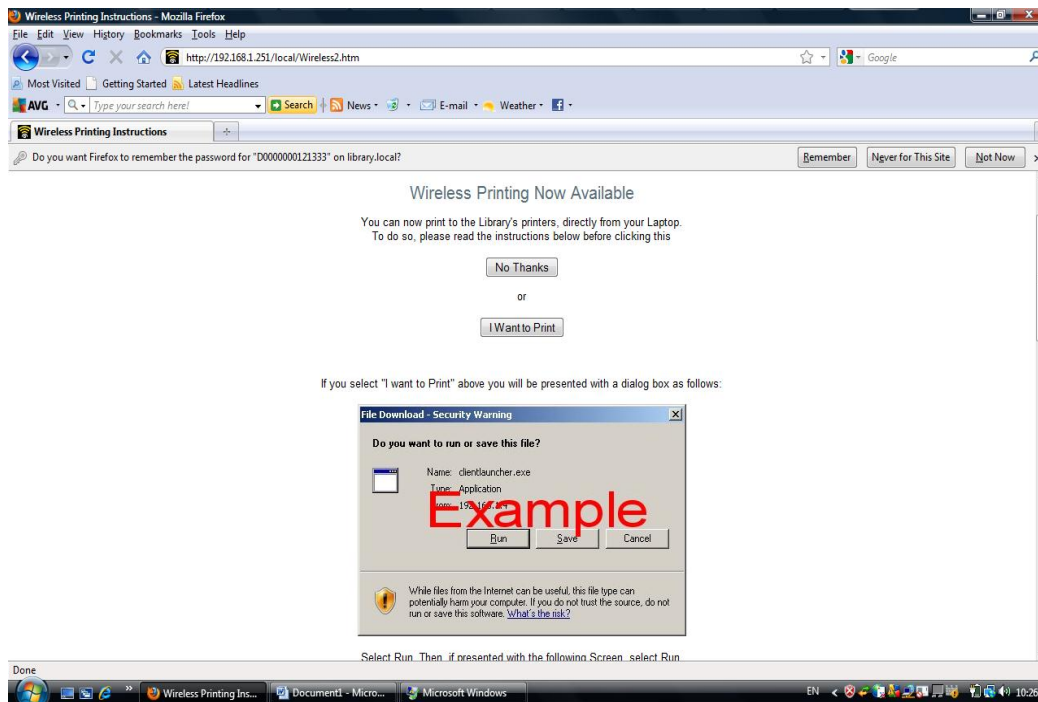 Wireless Printing Instructions - Mozilla Firefox
File Edit View History Bookmarks Tools Help
http://192.168.1.251/local/Wireless2.htm
Google
Most Visited Getting Started Latest Headlines
AVG Type your search here! Search News E-mail Weather
Wireless Printing Instructions
Do you want Firefox to remember the password for "D0000000121333" on library.local?
Remember Never for This Site Not Now
Wireless Printing Now Available
You can now print to the Library's printers, directly from your Laptop.
To do so, please read the instructions below before clicking this
No Thanks
or
I Want to Print
If you select "I want to Print" above you will be presented with a dialog box as follows:
File Download - Security Warning
Do you want to run or save this file?
Name: clientlauncher.exe
Type: Application
Example
Run Save Cancel
While files from the Internet can be useful, this file type can
potentially harm your computer. If you do not trust the source, do not
run or save this software. What's the risk?
Select Run. Then, if presented with the following Screen, select Run
Done
Wireless Printing Ins... Document1 - Micro... Microsoft Windows EN 10:26